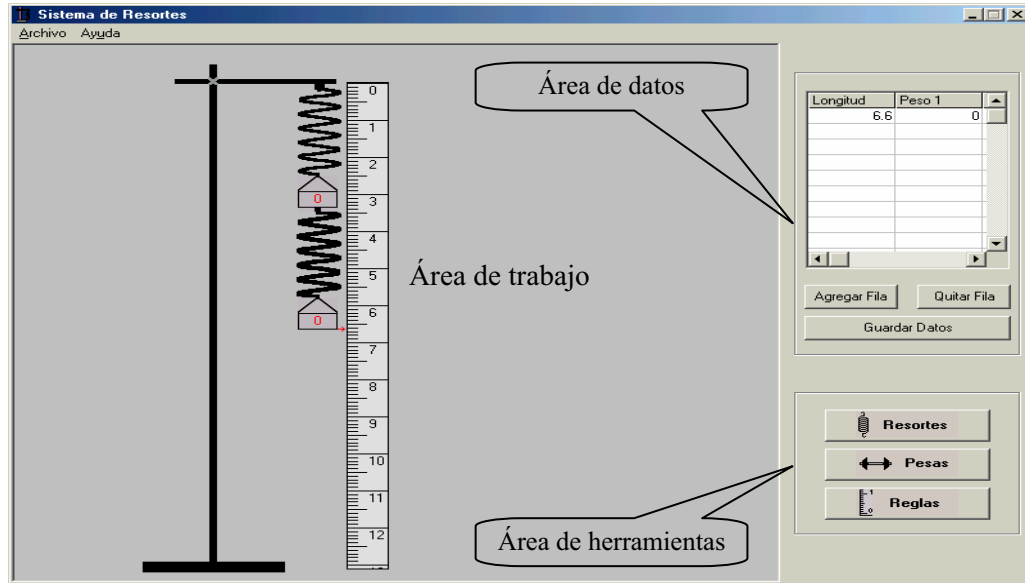 Sistema de Resortes
Archivo Ayuda
Área de datos
Longitud Peso 1
6.6 0
Agregar Fila Quitar Fila
Guardar Datos
Área de trabajo
0
1
2
3
4
5
6
7
8
9
10
11
12
0
0
Resortes
Pesas
1
0
Reglas
Área de herramientas